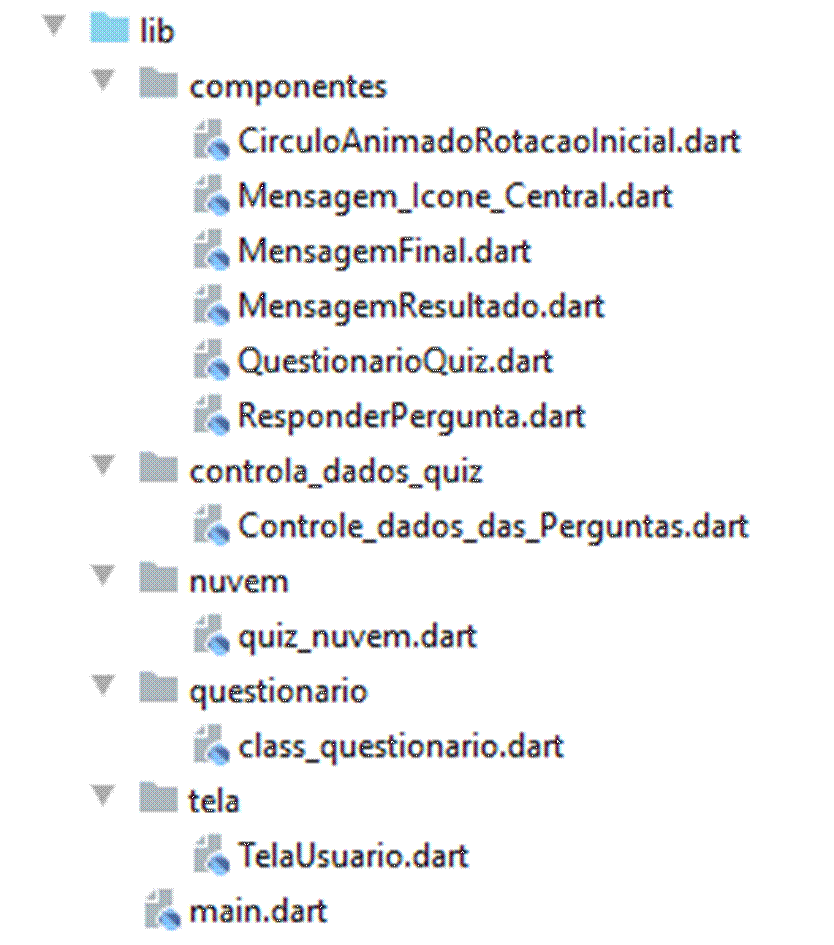 lib
componentes
CirculoAnimadoRotacaoInicial.dart
Mensagem_Icone_Central.dart
MensagemFinal.dart
MensagemResultado.dart
QuestionarioQuiz.dart
ResponderPergunta.dart
controla_dados_quiz
Controle_dados_das_Perguntas.dart
nuvem
quiz_nuvem.dart
questionario
class_questionario.dart
tela
TelaUsuario.dart
main.dart